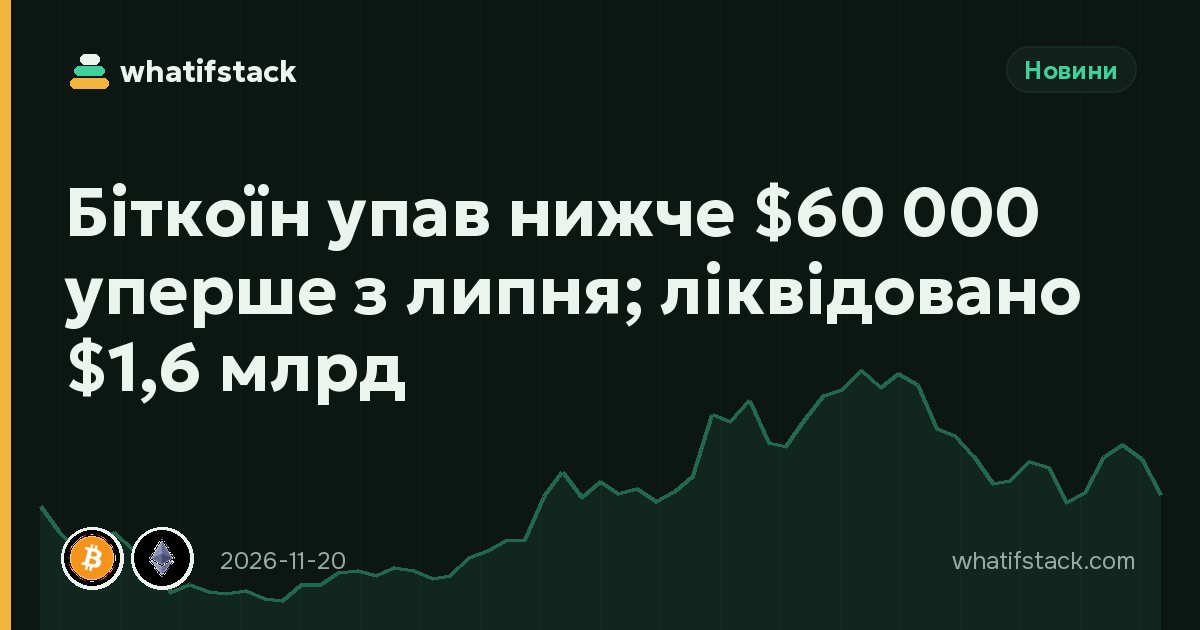 whatifstack
Новини
Біткоїн упав нижче $60 000
уперше з липня; ліквідовано
$1,6 млрд
2026-11-20
whatifstack.com